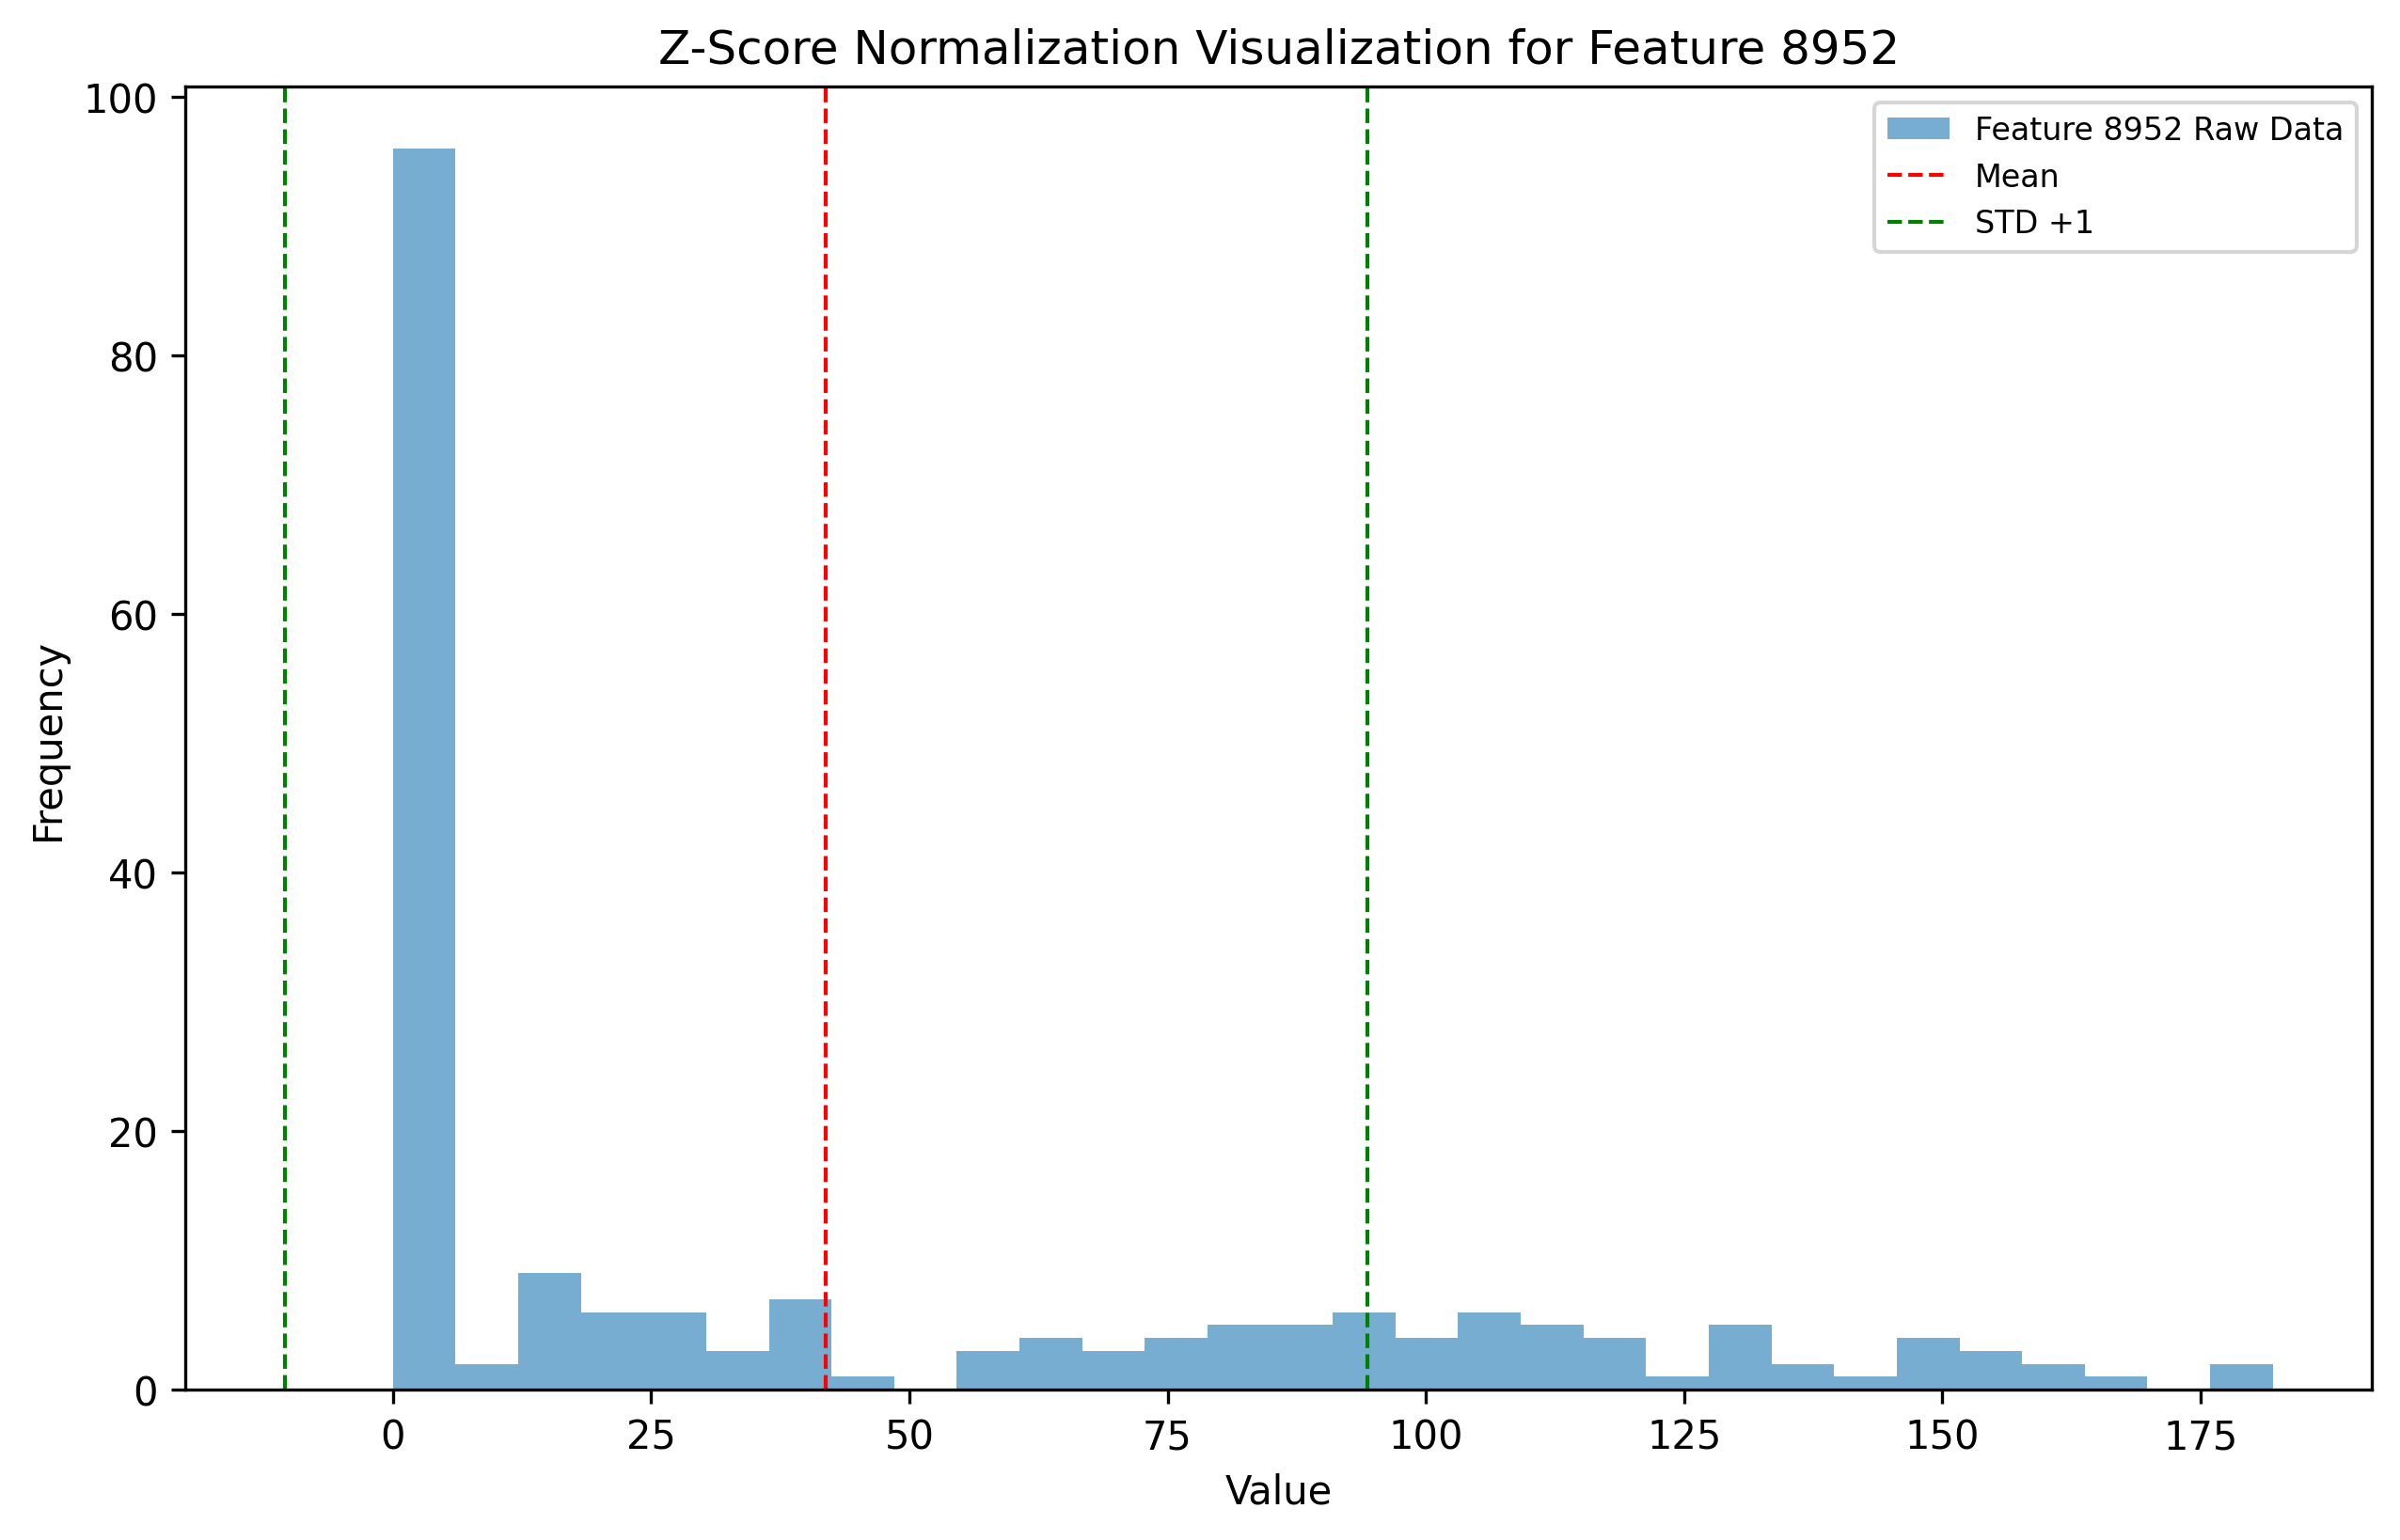 Z-Score Normalization Visualization for Feature 8952
Feature 8952 Raw Data
Mean
STD +1
100
80
60
40
20
0
Frequency
0 25 50 75 100 125 150 175
Value